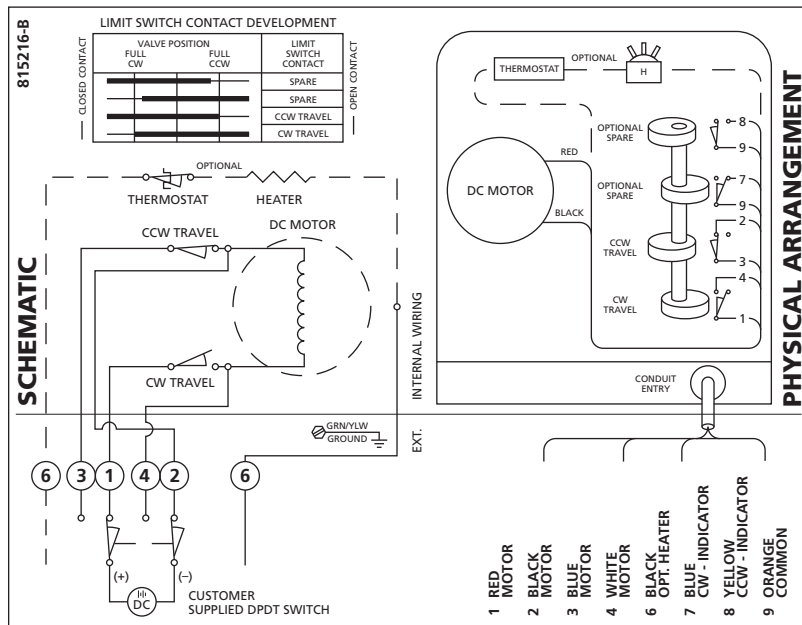 815216-B
LIMIT SWITCH CONTACT DEVELOPMENT
CLOSED CONTACT
VALVE POSITION
FULL CW
FULL CCW
LIMIT SWITCH CONTACT
SPARE
SPARE
CCW TRAVEL
CW TRAVEL
OPEN CONTACT
SCHEMATIC
OPTIONAL
THERMOSTAT
HEATER
CCW TRAVEL
DC MOTOR
CW TRAVEL
INTERNAL WIRING
EXT.
GRN/YLW
GROUND
6
3
1
4
2
6
(+)
(–)
DC
CUSTOMER
SUPPLIED DPDT SWITCH
PHYSICAL ARRANGEMENT
THERMOSTAT
OPTIONAL
H
DC MOTOR
RED
BLACK
OPTIONAL
SPARE
8
9
OPTIONAL
SPARE
7
9
CCW
TRAVEL
2
3
CW
TRAVEL
4
1
CONDUIT
ENTRY
1 RED
MOTOR
2 BLACK
MOTOR
3 BLUE
MOTOR
4 WHITE
MOTOR
6 BLACK
OPT. HEATER
7 BLUE
CW - INDICATOR
8 YELLOW
CCW - INDICATOR
9 ORANGE
COMMON